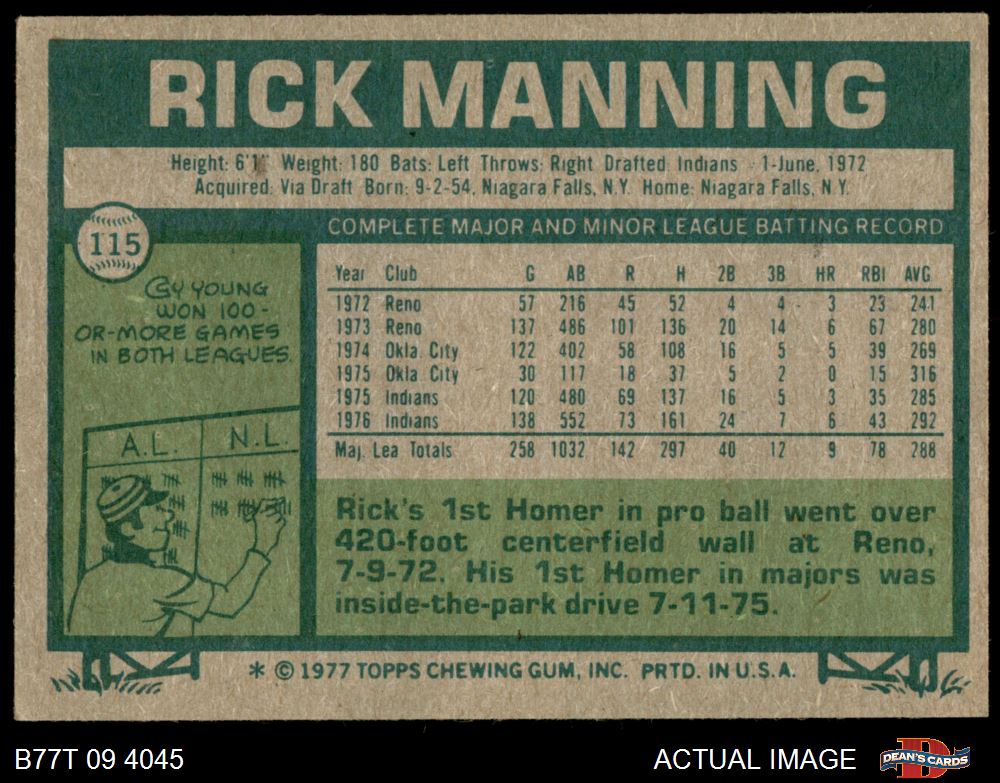 RICK MANNING
Height: 6'1" Weight: 180 Bats: Left Throws: Right Drafted: Indians - 1-June, 1972
Acquired: Via Draft Born: 9-2-54, Niagara Falls, N.Y. Home: Niagara Falls, N.Y.
115
CY YOUNG
WON 100-
OR-MORE GAMES
IN BOTH LEAGUES.
A.L. N.L.
COMPLETE MAJOR AND MINOR LEAGUE BATTING RECORD
Year Club G AB R H 2B 3B HR RBI AVG
1972 Reno 57 216 45 52 4 4 3 23 241
1973 Reno 137 486 101 136 20 14 6 67 280
1974 Okla. City 122 402 58 108 16 5 5 39 269
1975 Okla. City 30 117 18 37 5 2 0 15 316
1975 Indians 120 480 69 137 16 5 3 35 285
1976 Indians 138 552 73 161 24 7 6 43 292
Maj. Lea Totals 258 1032 142 297 40 12 9 78 288
Rick's 1st Homer in pro ball went over
420-foot centerfield wall at Reno,
7-9-72. His 1st Homer in majors was
inside-the-park drive 7-11-75.
* © 1977 TOPPS CHEWING GUM, INC. PRTD. IN U.S.A.
B77T 09 4045 ACTUAL IMAGE D DEAN'S CARDS